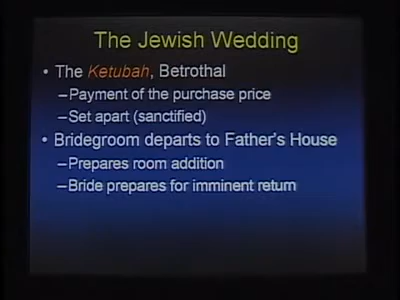 The Jewish Wedding
• The Ketubah, Betrothal
–Payment of the purchase price
–Set apart (sanctified)
• Bridegroom departs to Father's House
–Prepares room addition
–Bride prepares for imminent return